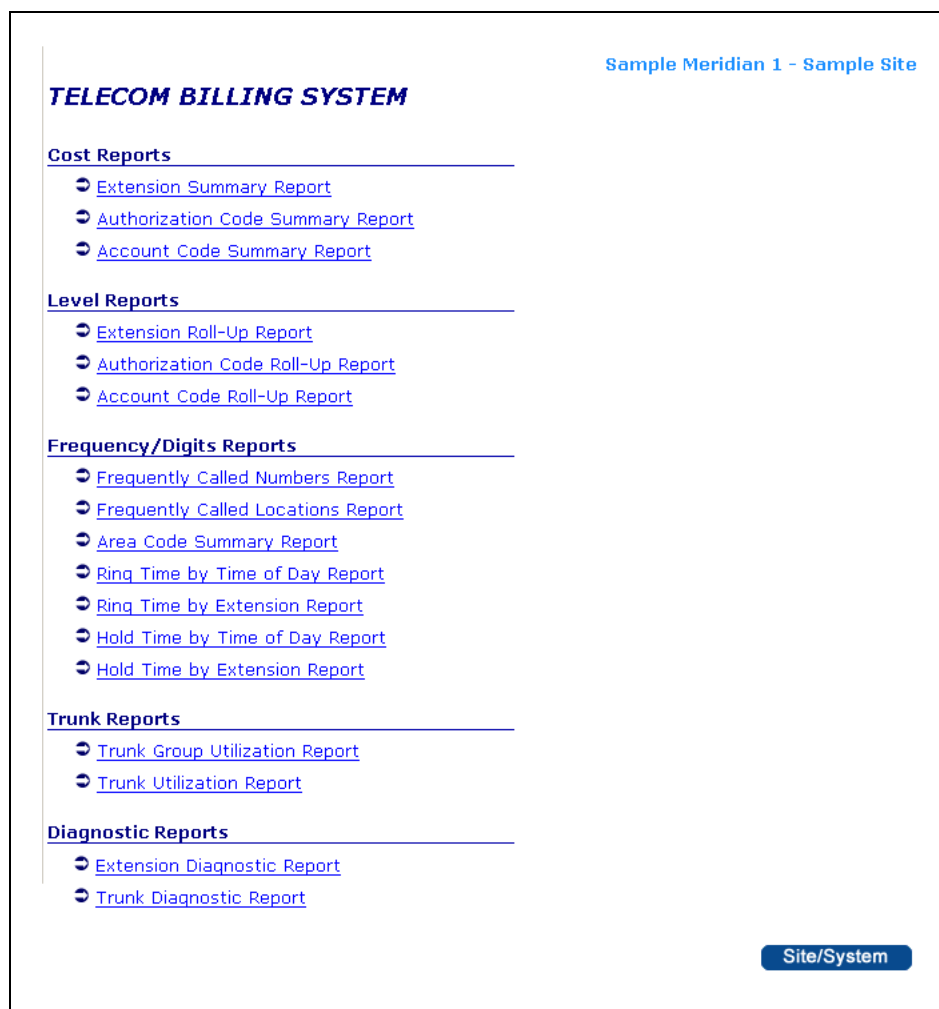 Sample Meridian 1 - Sample Site
TELECOM BILLING SYSTEM
Cost Reports
Extension Summary Report
Authorization Code Summary Report
Account Code Summary Report
Level Reports
Extension Roll-Up Report
Authorization Code Roll-Up Report
Account Code Roll-Up Report
Frequency/Digits Reports
Frequently Called Numbers Report
Frequently Called Locations Report
Area Code Summary Report
Ring Time by Time of Day Report
Ring Time by Extension Report
Hold Time by Time of Day Report
Hold Time by Extension Report
Trunk Reports
Trunk Group Utilization Report
Trunk Utilization Report
Diagnostic Reports
Extension Diagnostic Report
Trunk Diagnostic Report
Site/System